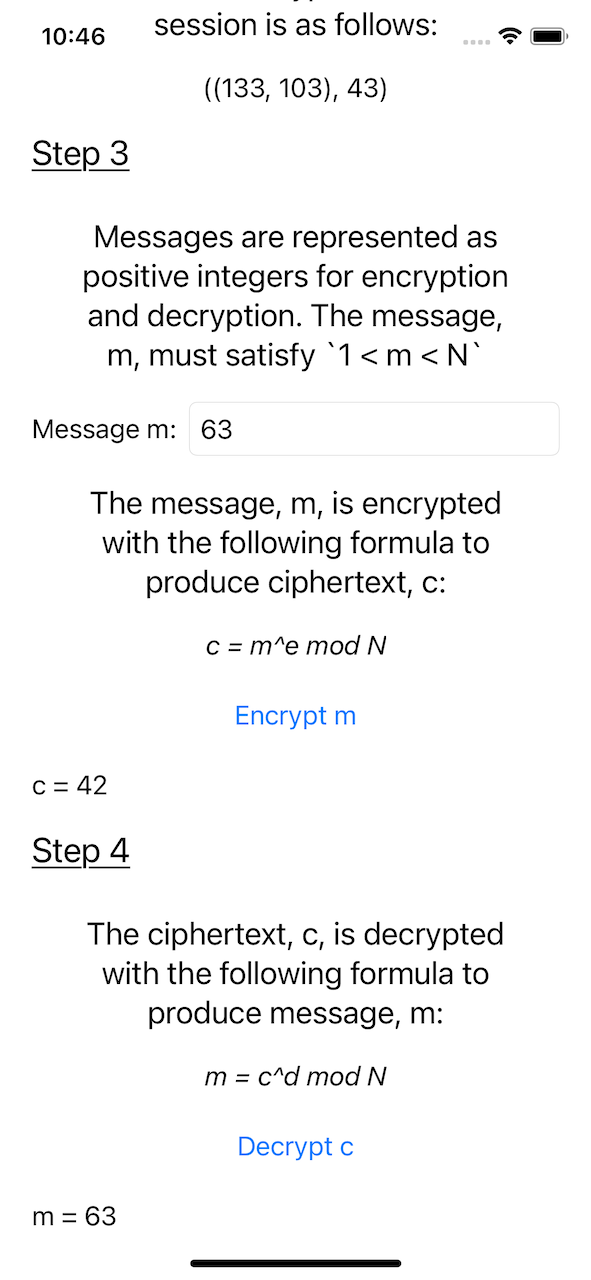 10:46
session is as follows:
((133, 103), 43)
Step 3
Messages are represented as
positive integers for encryption
and decryption. The message,
m, must satisfy `1 < m < N`
Message m: 63
The message, m, is encrypted
with the following formula to
produce ciphertext, c:
c = m^e mod N
Encrypt m
c = 42
Step 4
The ciphertext, c, is decrypted
with the following formula to
produce message, m:
m = c^d mod N
Decrypt c
m = 63